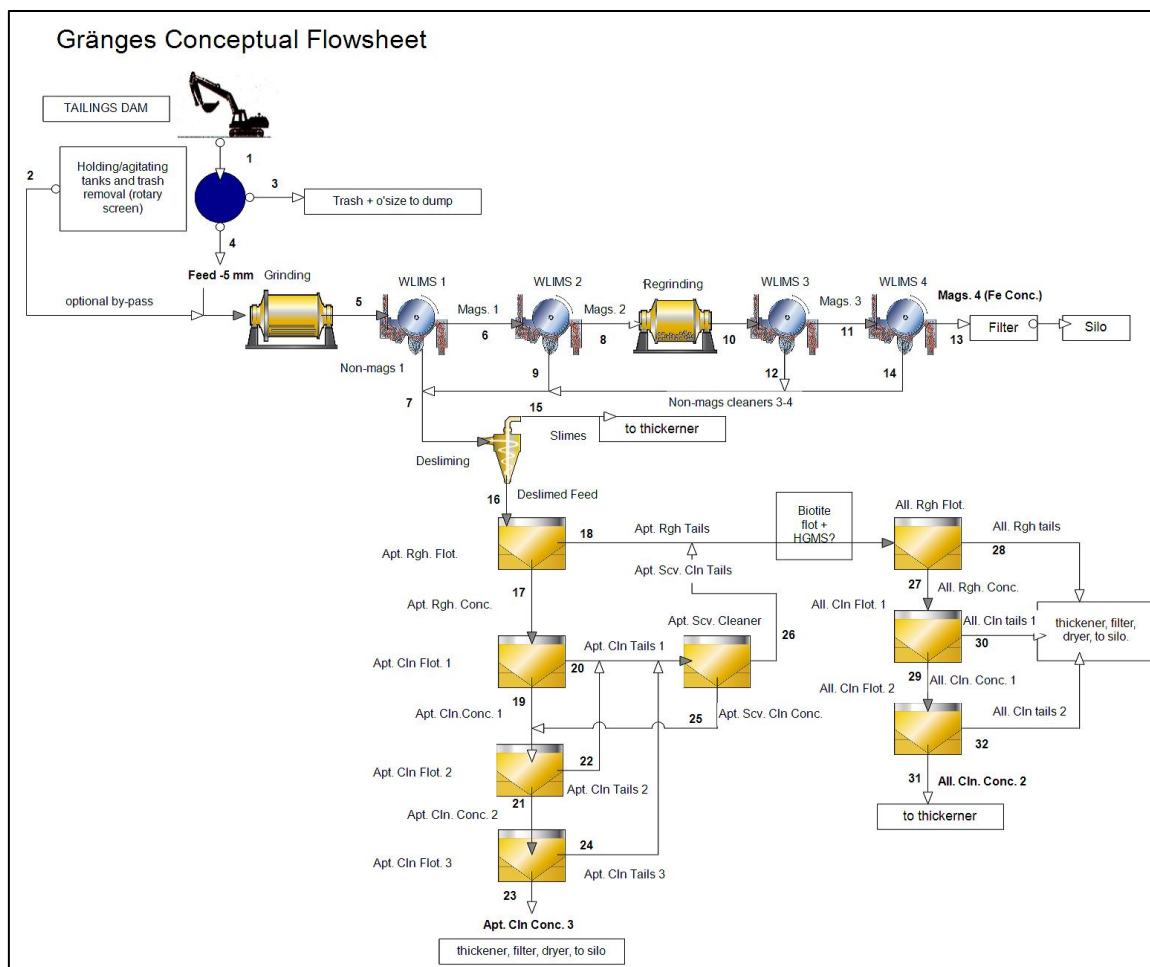 Gränges Conceptual Flowsheet
TAILINGS DAM
1
2
Holding/agitating
tanks and trash
removal (rotary
screen)
3
Trash + o'size to dump
4
Feed -5 mm
Grinding
optional by-pass
5
WLIMS 1
Mags. 1
6
WLIMS 2
Mags. 2
8
Regrinding
10
WLIMS 3
Mags. 3
11
WLIMS 4
Mags. 4 (Fe Conc.)
13
Filter
Silo
Non-mags 1
7
9
12
14
Non-mags cleaners 3-4
15
Slimes
to thickerner
Desliming
16
Deslimed Feed
Apt. Rgh. Flot.
18
Apt. Rgh Tails
Biotite
flot +
HGMS?
All. Rgh Flot.
All. Rgh tails
28
Apt. Scv. Cln Tails
17
Apt. Rgh. Conc.
27
All. Rgh. Conc.
All. Cln Flot. 1
All. Cln tails 1
30
thickener, filter,
dryer, to silo.
Apt. Cln Flot. 1
Apt. Cln Tails 1
20
Apt. Scv. Cleaner
26
29
All. Cln. Conc. 1
All. Cln Flot. 2
All. Cln tails 2
32
19
Apt. Cln.Conc. 1
25
Apt. Scv. Cln Conc.
Apt. Cln Flot. 2
22
Apt. Cln Tails 2
21
Apt. Cln. Conc. 2
31
All. Cln. Conc. 2
to thickerner
Apt. Cln Flot. 3
24
Apt. Cln Tails 3
23
Apt. Cln Conc. 3
thickener, filter, dryer, to silo